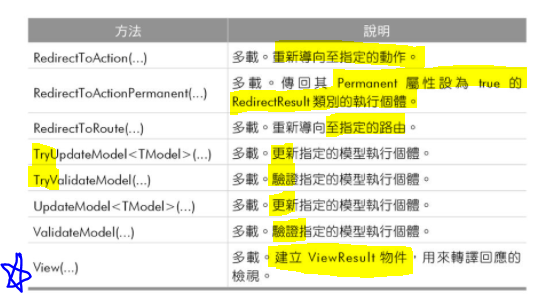 方法 說明
RedirectToAction(...) 多載。重新導向至指定的動作。
RedirectToActionPermanent(...) 多載。傳回其 Permanent 屬性設為 true 的
RedirectResult 類別的執行個體。
RedirectToRoute(...) 多載。重新導向至指定的路由。
TryUpdateModel<TModel>(...) 多載。更新指定的模型執行個體。
TryValidateModel(...) 多載。驗證指定的模型執行個體。
UpdateModel<TModel>(...) 多載。更新指定的模型執行個體。
ValidateModel(...) 多載。驗證指定的模型執行個體。
View(...) 多載。建立 ViewResult 物件，用來轉譯回應的
檢視。